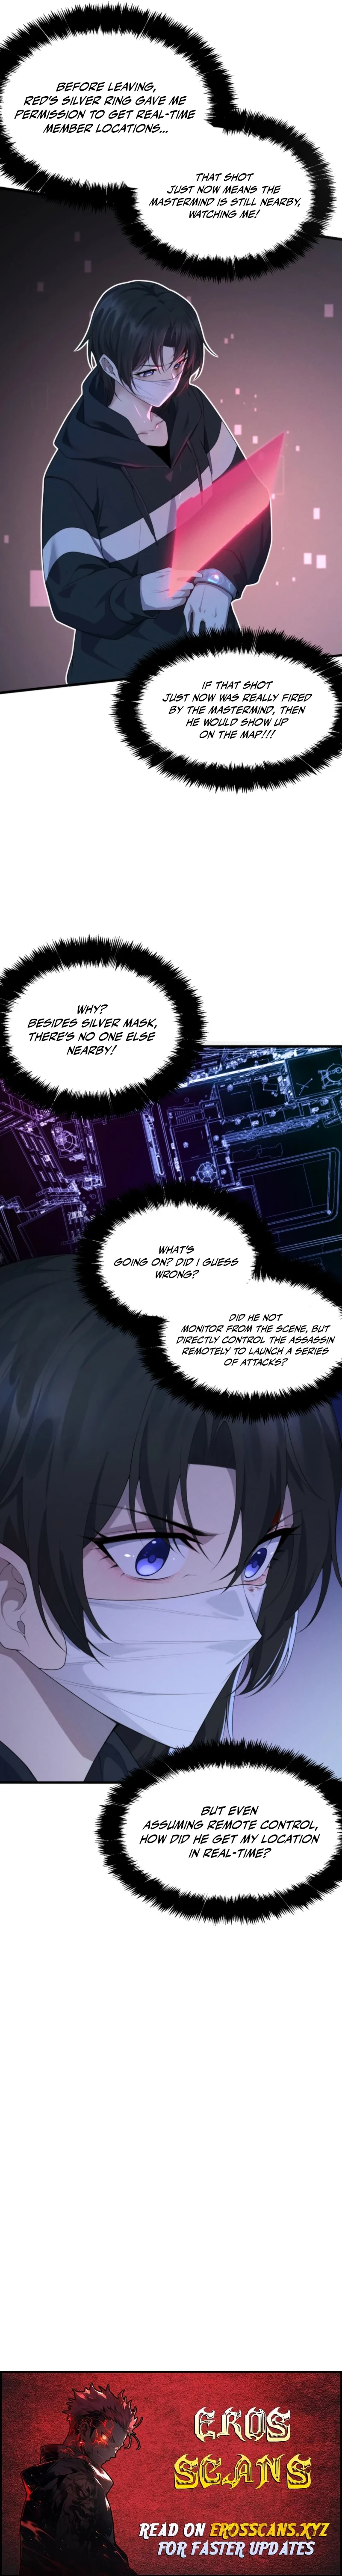 BEFORE LEAVING,
RED'S SILVER RING GAVE ME
PERMISSION TO GET REAL-TIME
MEMBER LOCATIONS...
THAT SHOT
JUST NOW MEANS THE
MASTERMIND IS STILL NEARBY,
WATCHING ME!
IF THAT SHOT
JUST NOW WAS REALLY FIRED
BY THE MASTERMIND, THEN
HE WOULD SHOW UP
ON THE MAP!!!
WHY?
BESIDES SILVER MASK,
THERE'S NO ONE ELSE
NEARBY!
WHAT'S
GOING ON? DID I GUESS
WRONG?
DID HE NOT
MONITOR FROM THE SCENE, BUT
DIRECTLY CONTROL THE ASSASSIN
REMOTELY TO LAUNCH A SERIES
OF ATTACKS?
BUT EVEN
ASSUMING REMOTE CONTROL,
HOW DID HE GET MY LOCATION
IN REAL-TIME?
EROS
SCANS
READ ON EROSSCANS.XYZ
FOR FASTER UPDATES